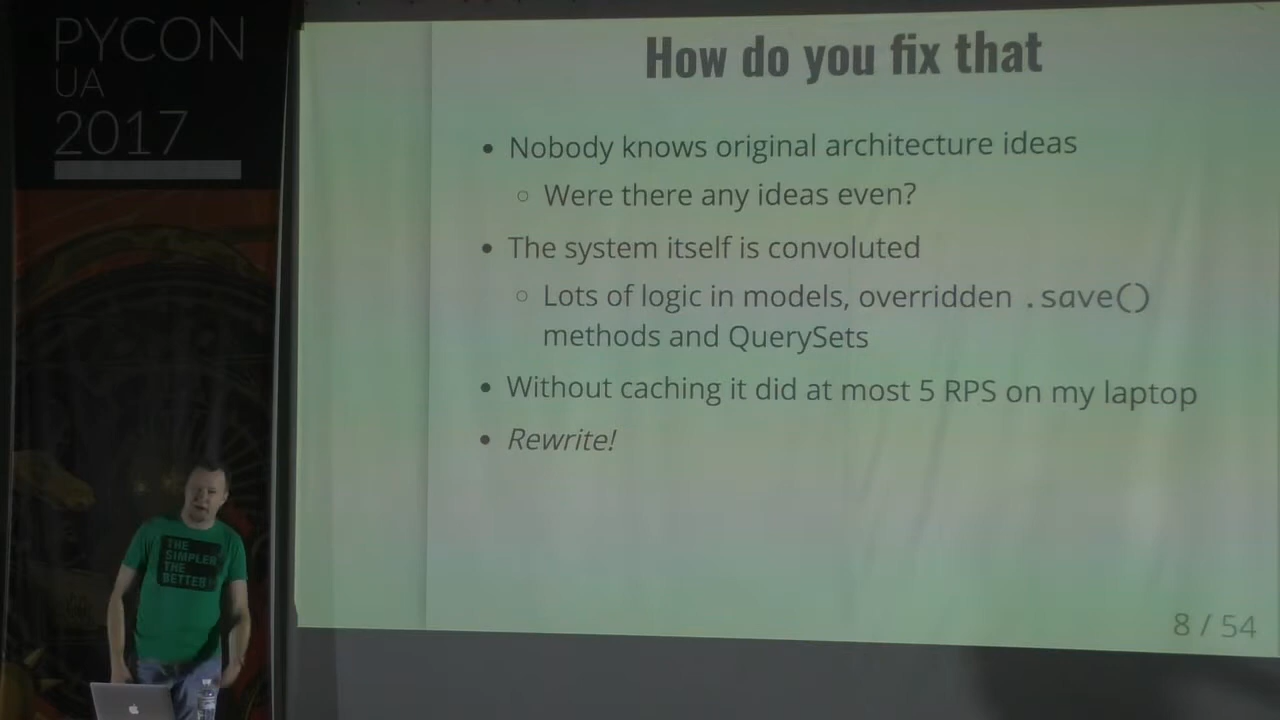 PYCON
UA
2017
How do you fix that
• Nobody knows original architecture ideas
○ Were there any ideas even?
• The system itself is convoluted
○ Lots of logic in models, overridden .save()
methods and QuerySets
• Without caching it did at most 5 RPS on my laptop
• Rewrite!
8 / 54
THE
SIMPLER
THE
BETTER